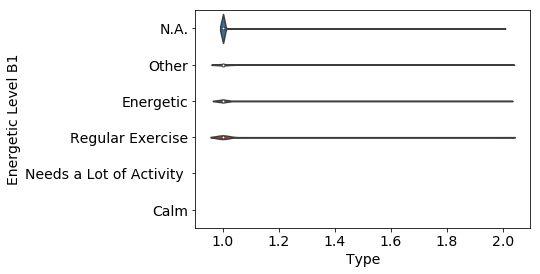 Energetic Level B1
N.A.
Other
Energetic
Regular Exercise
Needs a Lot of Activity
Calm
1.0 1.2 1.4 1.6 1.8 2.0
Type